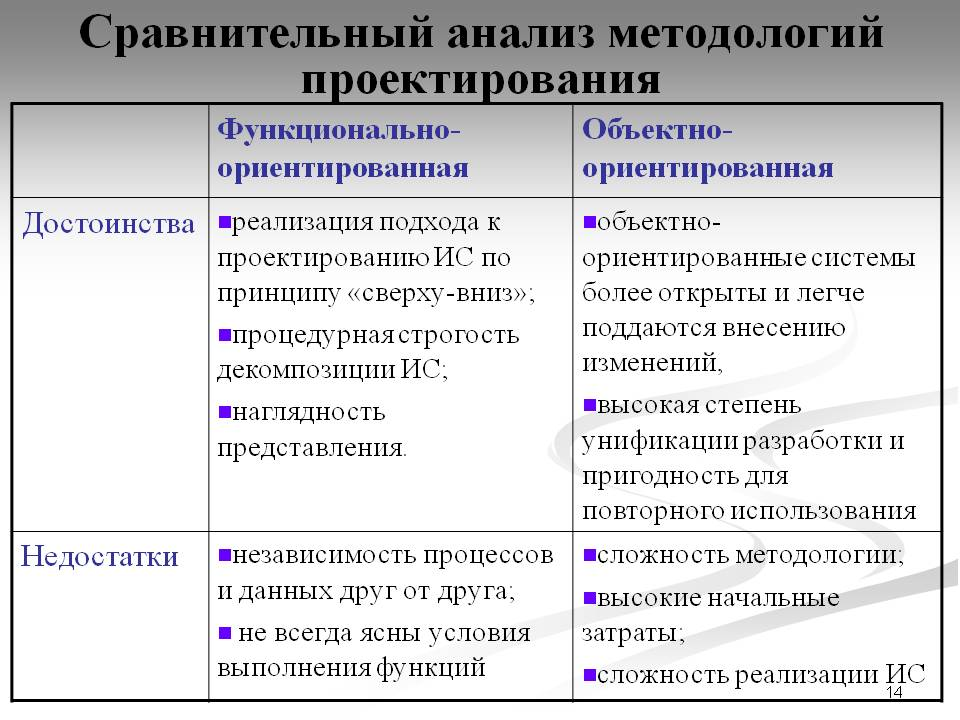 Сравнительный анализ методологий
проектирования
Функционально-
ориентированная
Объектно-
ориентированная
Достоинства
реализация подхода к
проектированию ИС по
принципу «сверху-вниз»;
процедурная строгость
декомпозиции ИС;
наглядность
представления.
объектно-
ориентированные системы
более открыты и легче
поддаются внесению
изменений,
высокая степень
унификации разработки и
пригодность для
повторного использования
Недостатки
независимость процессов
и данных друг от друга;
не всегда ясны условия
выполнения функций
сложность методологии;
высокие начальные
затраты;
сложность реализации ИС
14